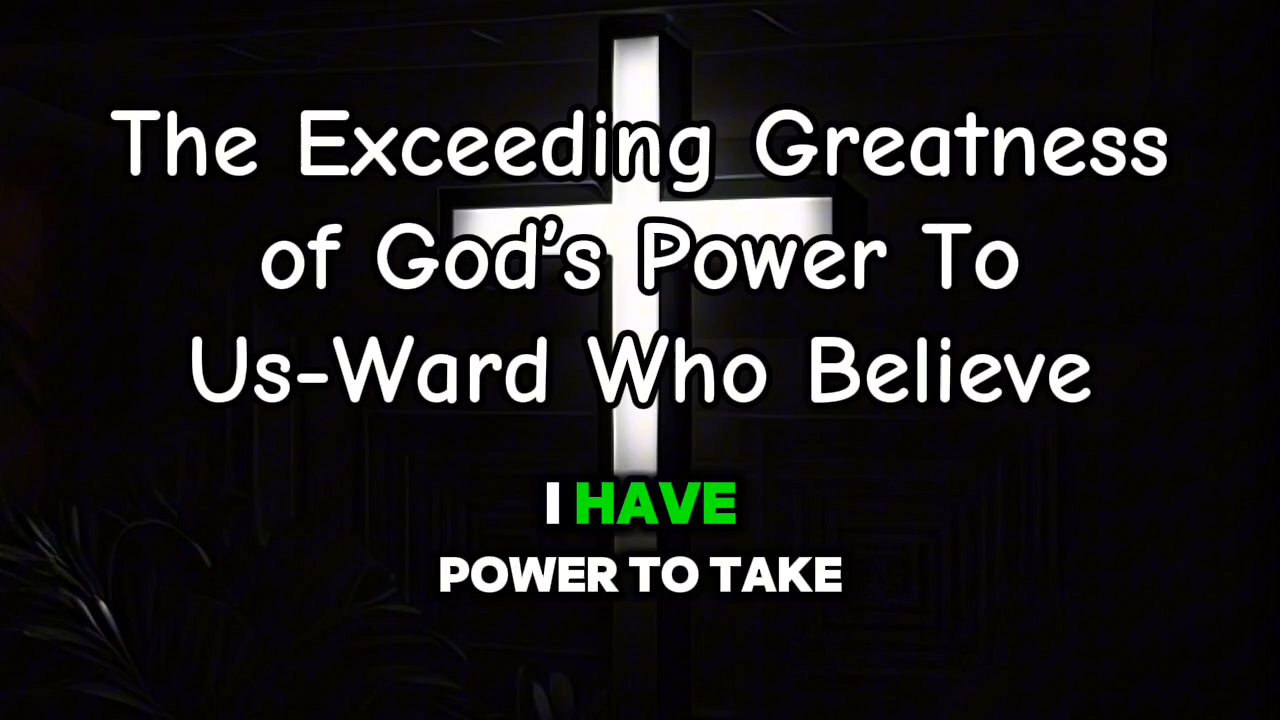 The Exceeding Greatness
of God's Power To
Us-Ward Who Believe
I HAVE
POWER TO TAKE